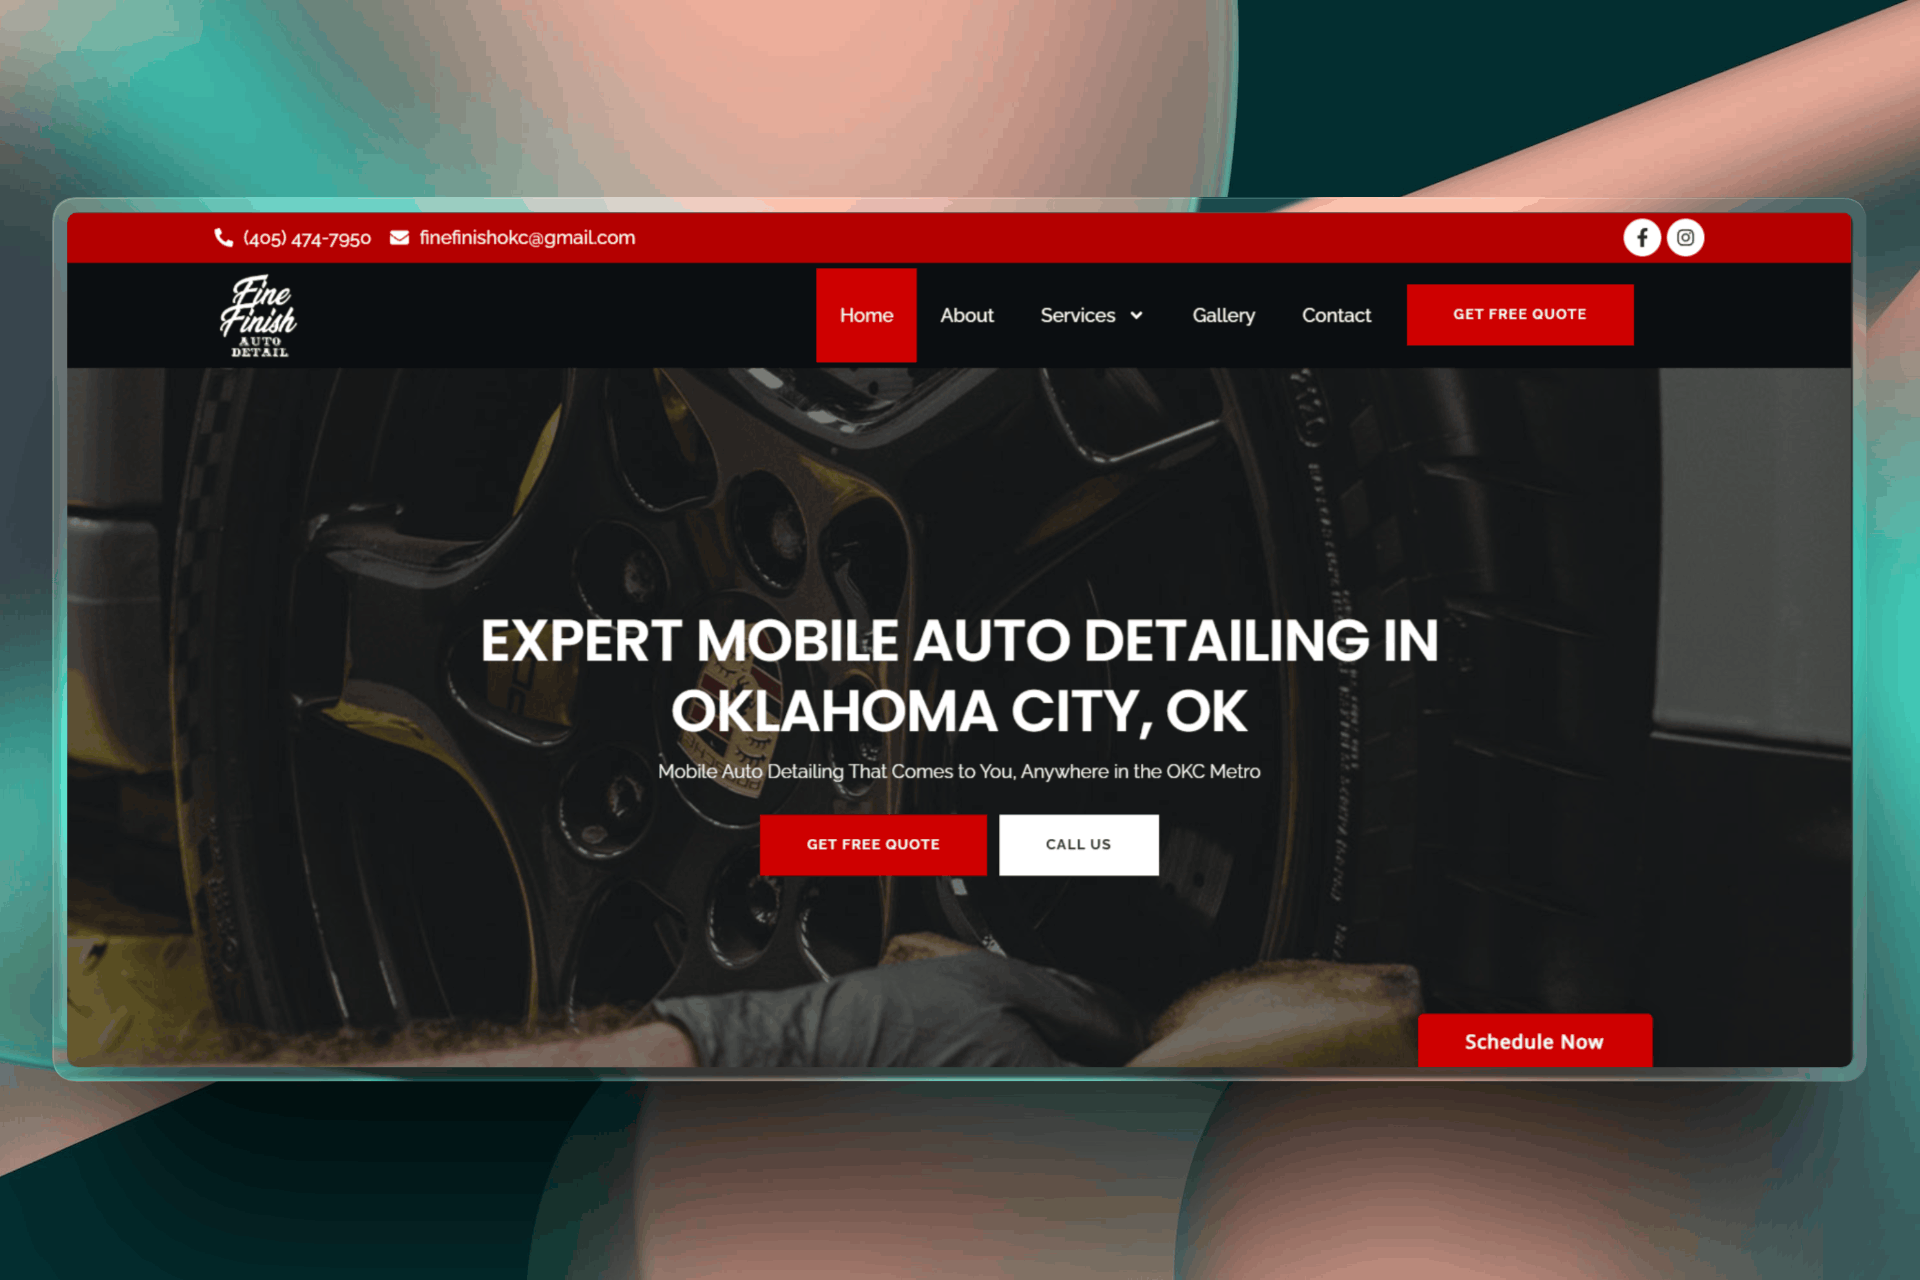 (405) 474-7950 finefinishokc@gmail.com
Fine
Finish
AUTO
DETAIL
Home About Services Gallery Contact GET FREE QUOTE
EXPERT MOBILE AUTO DETAILING IN
OKLAHOMA CITY, OK
Mobile Auto Detailing That Comes to You, Anywhere in the OKC Metro
GET FREE QUOTE CALL US
Schedule Now